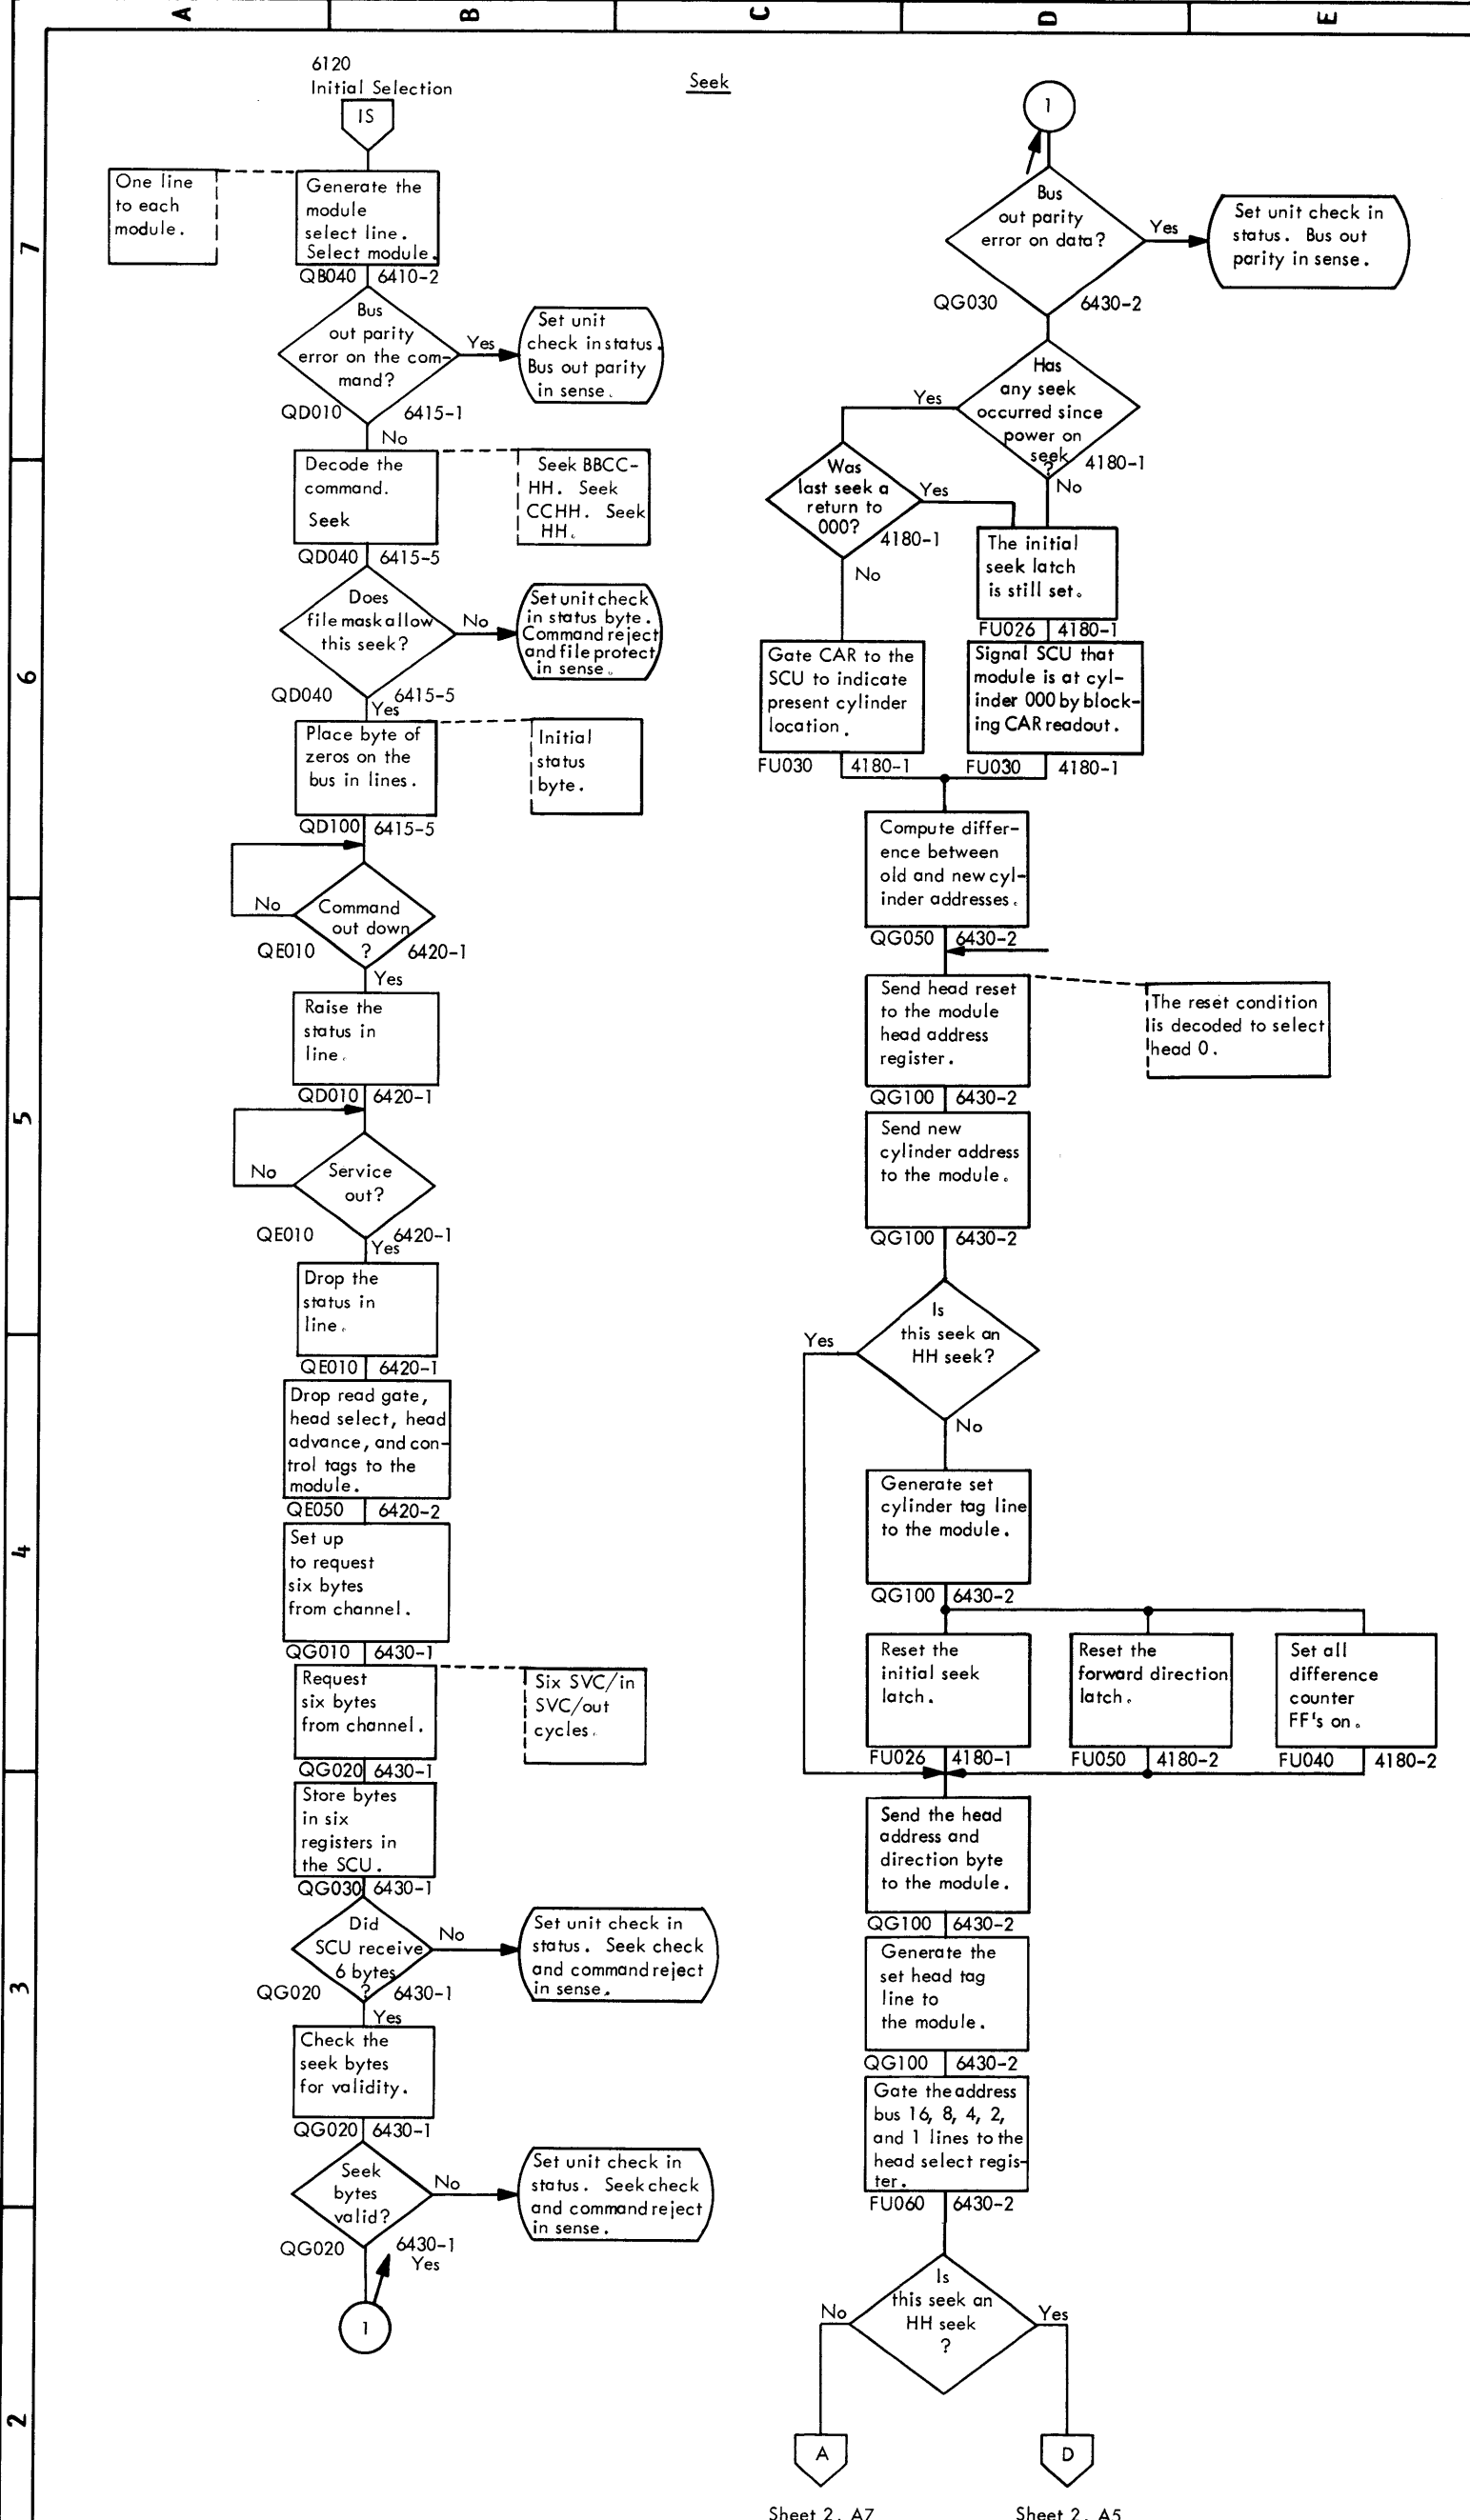 A
B
C
D
E
7
6
5
4
3
2
Seek
6120
Initial Selection
IS
One line
to each
module.
Generate the
module
select line.
Select module.
QB040 6410-2
Bus
out parity
error on the com-
mand?
QD010 6415-1
Yes
Set unit
check in status.
Bus out parity
in sense.
No
Decode the
command.
Seek
QD040 6415-5
Seek BBCC-
HH. Seek
CCHH. Seek
HH.
Does
file mask allow
this seek?
QD040 6415-5
No
Set unit check
in status byte.
Command reject
and file protect
in sense.
Yes
Place byte of
zeros on the
bus in lines.
QD100 6415-5
Initial
status
byte.
No
Command
out down
?
QE010 6420-1
Yes
Raise the
status in
line.
QD010 6420-1
No
Service
out?
QE010 6420-1
Yes
Drop the
status in
line.
QE010 6420-1
Drop read gate,
head select, head
advance, and con-
trol tags to the
module.
QE050 6420-2
Set up
to request
six bytes
from channel.
QG010 6430-1
Request
six bytes
from channel.
QG020 6430-1
Six SVC/in
SVC/out
cycles.
Store bytes
in six
registers in
the SCU.
QG030 6430-1
Did
SCU receive
6 bytes
?
QG020 6430-1
No
Set unit check in
status. Seek check
and command reject
in sense.
Yes
Check the
seek bytes
for validity.
QG020 6430-1
Seek
bytes
valid?
QG020 6430-1
No
Set unit check in
status. Seek check
and command reject
in sense.
Yes
1
1
Bus
out parity
error on data?
QG030 6430-2
Yes
Set unit check in
status. Bus out
parity in sense.
Has
any seek
occurred since
power on
seek
?
4180-1
Yes
No
Was
last seek a
return to
000?
4180-1
Yes
No
The initial
seek latch
is still set.
FU026 4180-1
Gate CAR to the
SCU to indicate
present cylinder
location.
FU030 4180-1
Signal SCU that
module is at cyl-
inder 000 by block-
ing CAR readout.
FU030 4180-1
Compute differ-
ence between
old and new cyl-
inder addresses.
QG050 6430-2
Send head reset
to the module
head address
register.
QG100 6430-2
The reset condition
is decoded to select
head 0.
Send new
cylinder address
to the module.
QG100 6430-2
Is
this seek an
HH seek?
Yes
No
Generate set
cylinder tag line
to the module.
QG100 6430-2
Reset the
initial seek
latch.
FU026 4180-1
Reset the
forward direction
latch.
FU050 4180-2
Set all
difference
counter
FF's on.
FU040 4180-2
Send the head
address and
direction byte
to the module.
QG100 6430-2
Generate the
set head tag
line to
the module.
QG100 6430-2
Gate the address
bus 16, 8, 4, 2,
and 1 lines to the
head select regis-
ter.
FU060 6430-2
Is
this seek an
HH seek
?
No
Yes
A
D
Sheet 2, A7
Sheet 2, A5